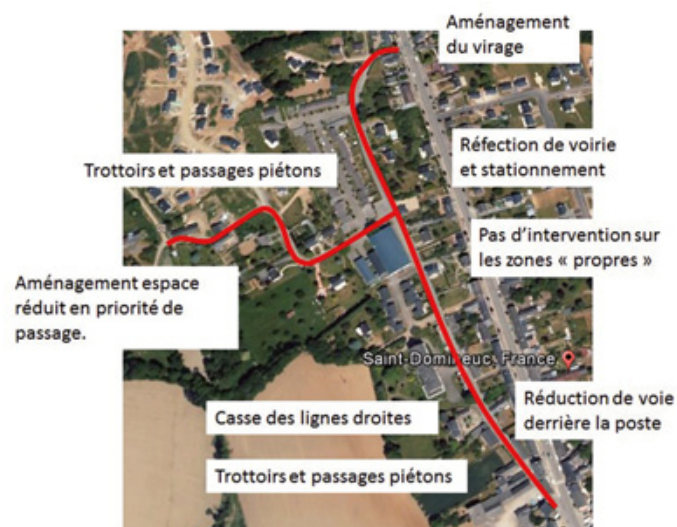 Aménagement
du virage
Réfection de voirie
et stationnement
Trottoirs et passages piétons
Pas d'intervention sur
les zones « propres »
Aménagement espace
réduit en priorité de
passage.
Saint-Domineuc, France
Réduction de voie
derrière la poste
Casse des lignes droites
Trottoirs et passages piétons